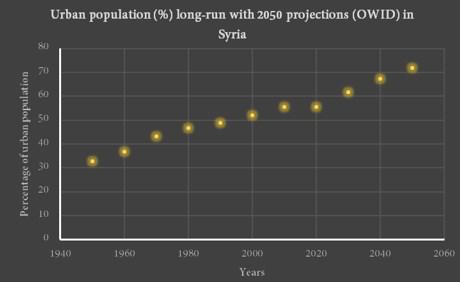 Urban population (%) long-run with 2050 projections (OWID) in
Syria
80
70
60
50
40
30
20
10
0
Percentage of urban population
1940 1960 1980 2000 2020 2040 2060
Years